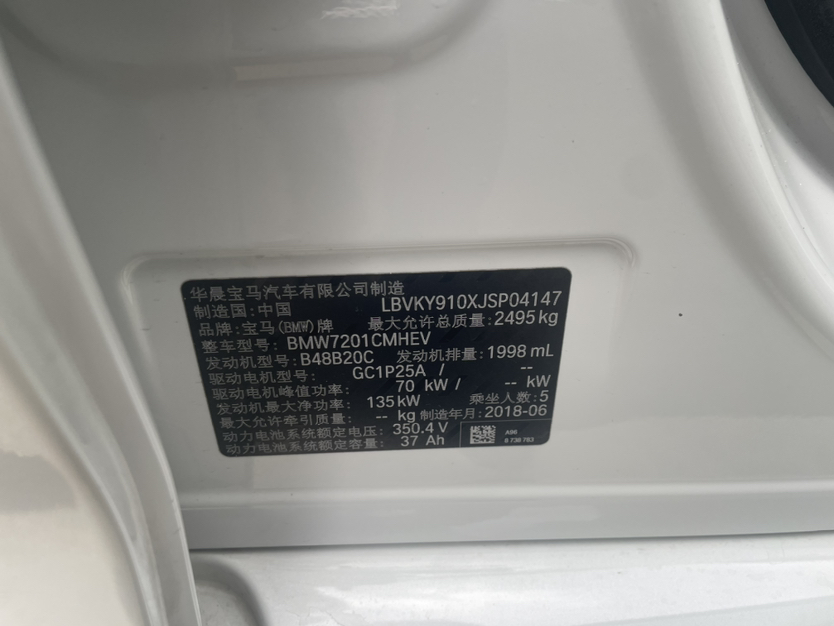 华晨宝马汽车有限公司制造
制造国:中国 LBVKY910XJSP04147
品牌:宝马(BMW)牌 最大允许总质量:2495kg
整车型号: BMW7201CMHEV
发动机型号: B48B20C 发动机排量:1998 mL
驱动电机型号: GC1P25A / --
驱动电机峰值功率: 70 kW / -- kW
发动机最大净功率: 135kW 乘坐人数:5
最大允许牵引质量: -- kg 制造年月:2018-06
动力电池系统额定电压: 350.4 V
动力电池系统额定容量: 37 Ah
A96
8 738 783